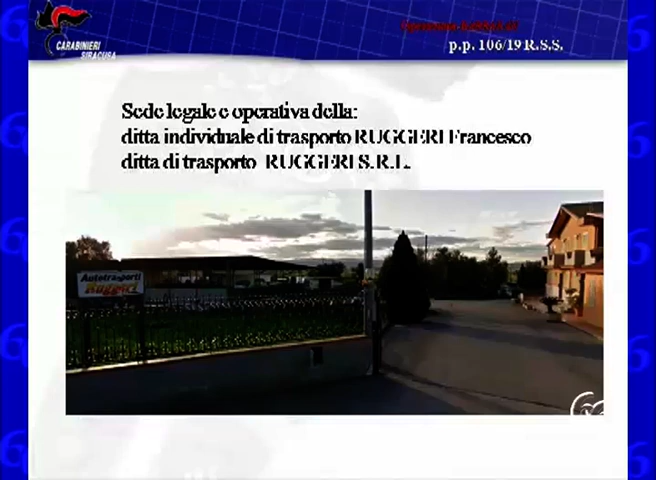 CARABINIERI
SIRACUSA
p.p. 106/19 R.S.S.
Sede legale e operativa della:
ditta individuale di trasporto RUGGERI Francesco
ditta di trasporto RUGGERI S.R.L.
Autotrasporti
Ruggeri